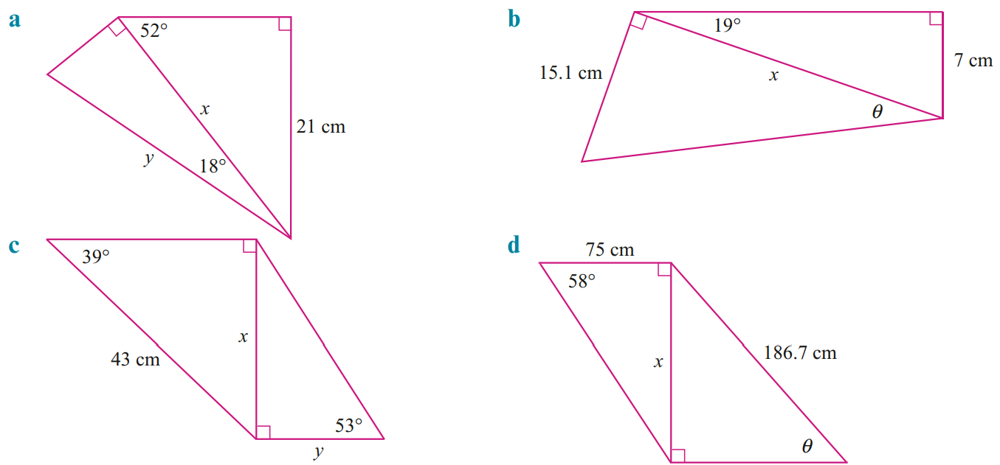 a
52°
x
21 cm
y
18°
b
19°
7 cm
15.1 cm
x
θ
c
39°
x
43 cm
53°
y
d
75 cm
58°
186.7 cm
x
θ